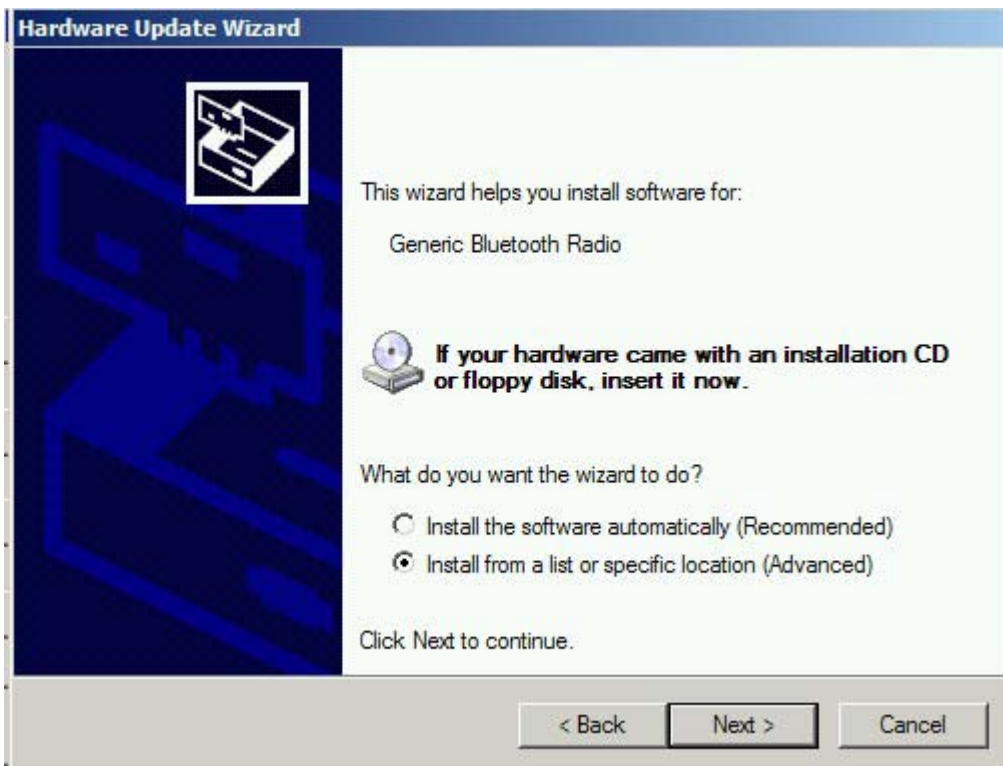 Hardware Update Wizard
This wizard helps you install software for:
Generic Bluetooth Radio
If your hardware came with an installation CD
or floppy disk, insert it now.
What do you want the wizard to do?
Install the software automatically (Recommended)
Install from a list or specific location (Advanced)
Click Next to continue.
< Back
Next >
Cancel